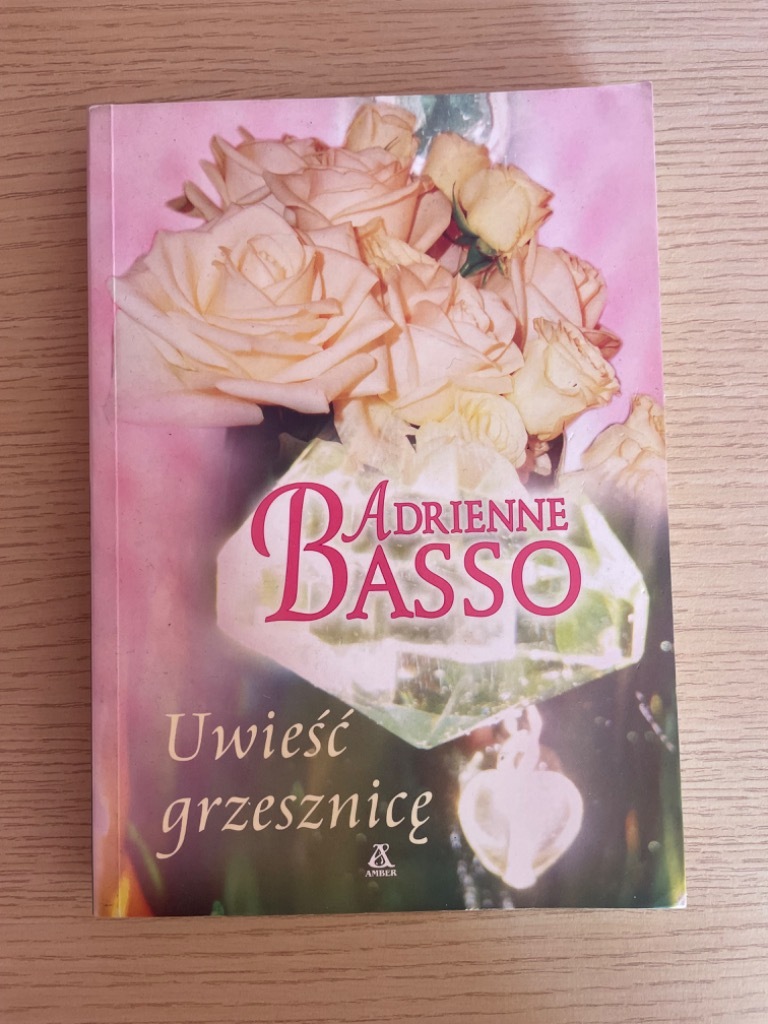 ADRIENNE
BASSO
Uwieść
grzesznicę
AMBER